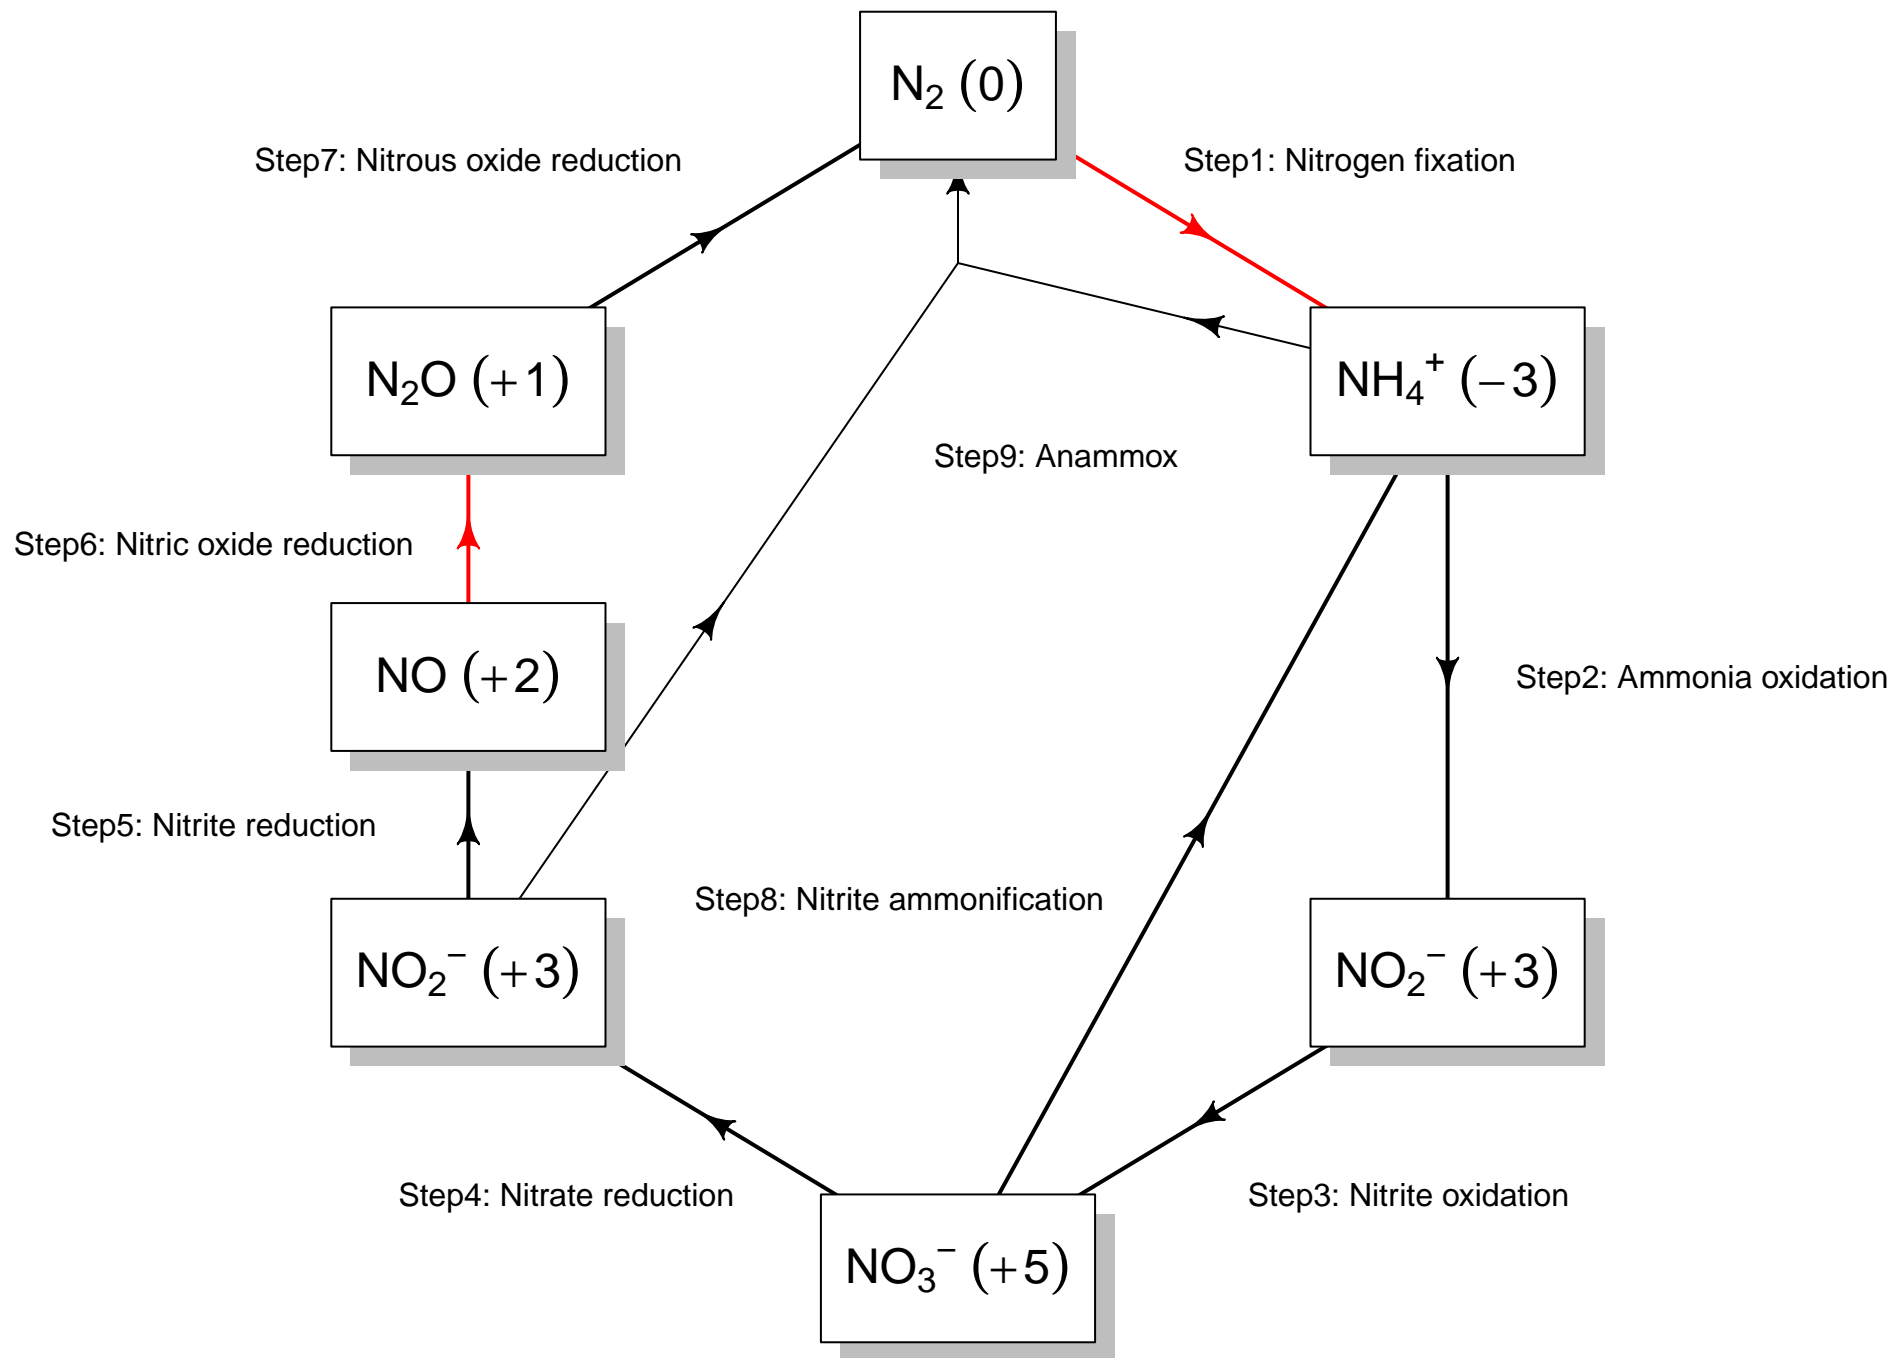 N₂ (0)
Step7: Nitrous oxide reduction
Step1: Nitrogen fixation
N₂O (+1)
NH₄⁺ (−3)
Step9: Anammox
Step6: Nitric oxide reduction
NO (+2)
Step2: Ammonia oxidation
Step5: Nitrite reduction
Step8: Nitrite ammonification
NO₂⁻ (+3)
NO₂⁻ (+3)
Step4: Nitrate reduction
Step3: Nitrite oxidation
NO₃⁻ (+5)